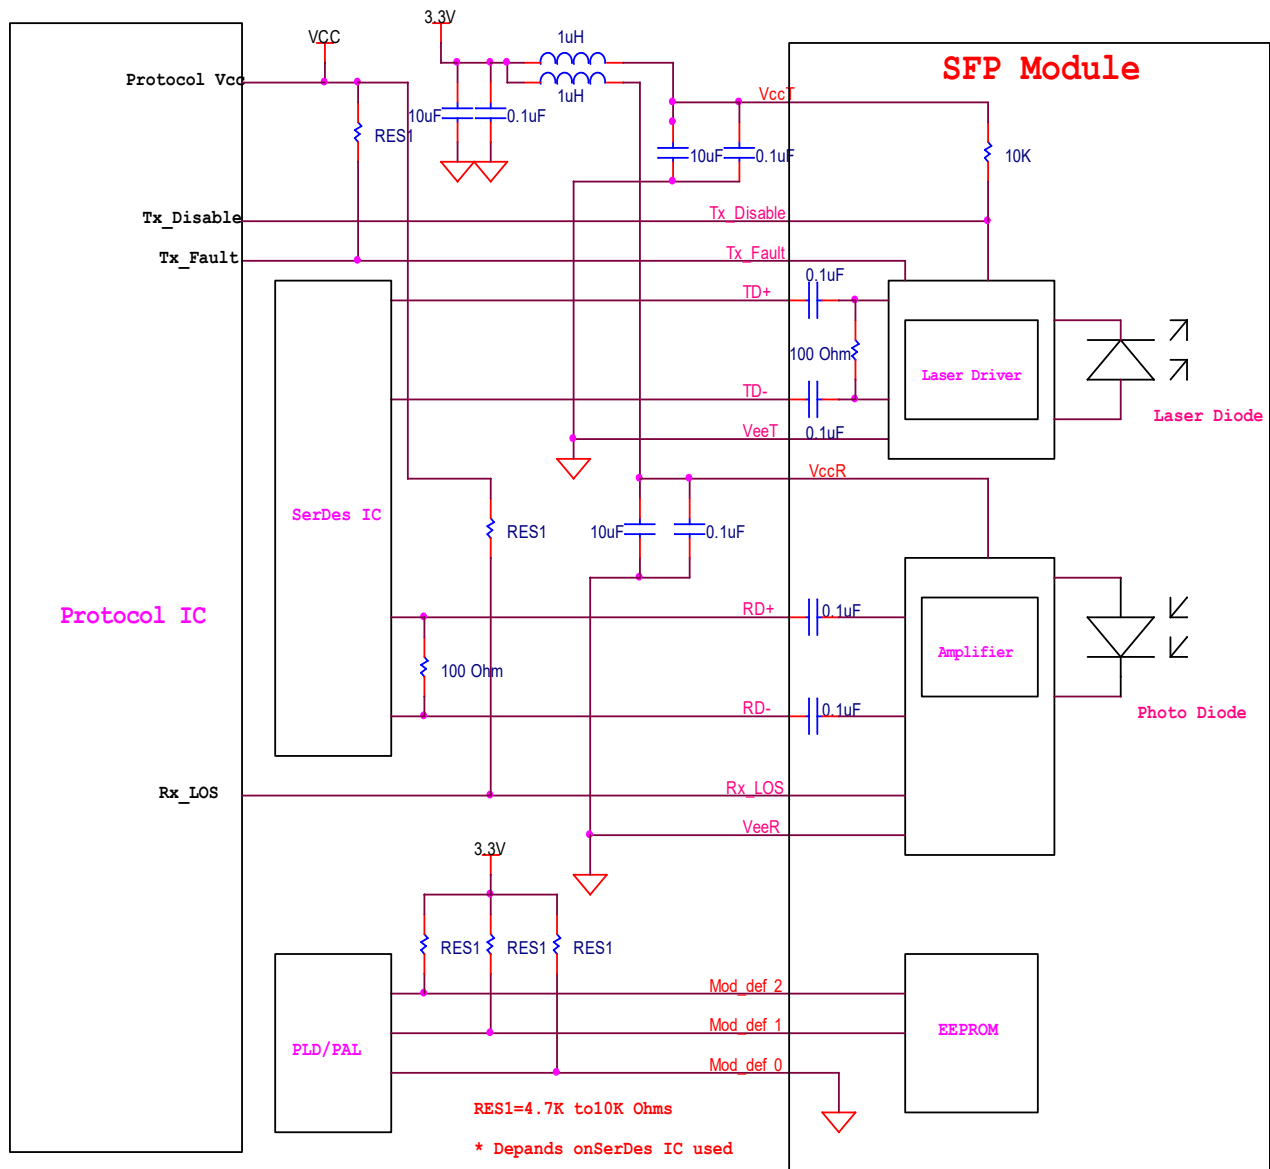 3.3V
VCC
1uH
SFP Module
Protocol Vcc
1uH
VccT
10uF
0.1uF
RES1
10uF
0.1uF
10K
Tx_Disable
Tx_Disable
Tx_Fault
Tx_Fault
0.1uF
TD+
100 Ohm
Laser Driver
TD-
Laser Diode
VeeT
0.1uF
VccR
SerDes IC
RES1
10uF
0.1uF
Protocol IC
RD+
0.1uF
100 Ohm
Amplifier
RD-
0.1uF
Photo Diode
Rx_LOS
Rx_LOS
VeeR
3.3V
RES1
RES1
RES1
Mod_def 2
Mod_def 1
EEPROM
PLD/PAL
Mod_def 0
RES1=4.7K to10K Ohms
* Depands onSerDes IC used